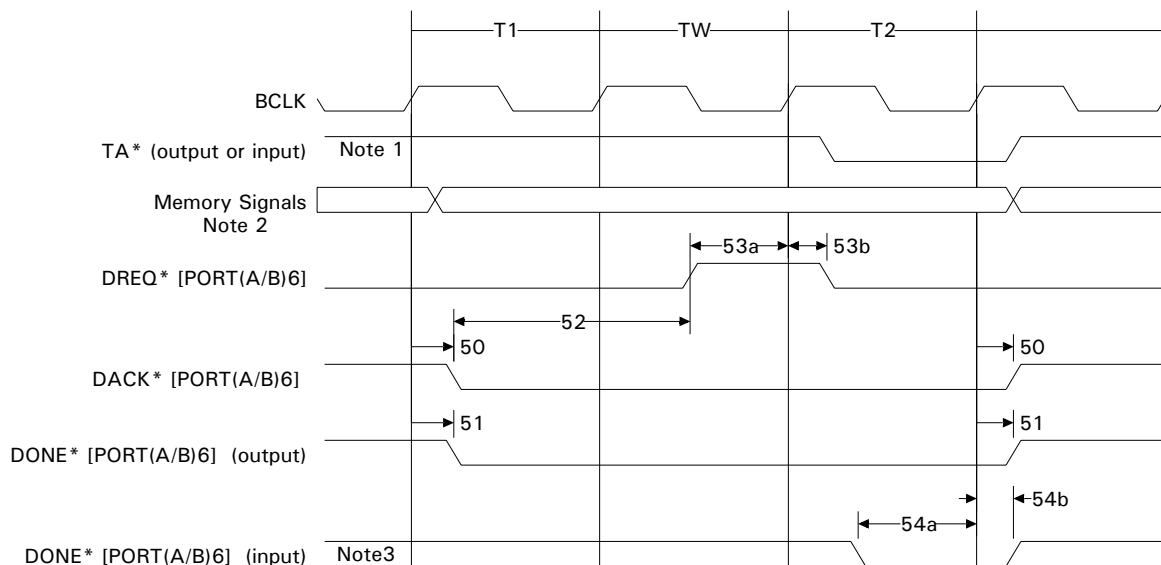 T1 TW T2
BCLK
TA* (output or input) Note 1
Memory Signals
Note 2
53a 53b
DREQ* [PORT(A/B)6]
52
50 50
DACK* [PORT(A/B)6]
51 51
DONE* [PORT(A/B)6] (output)
54b
54a
DONE* [PORT(A/B)6] (input) Note3